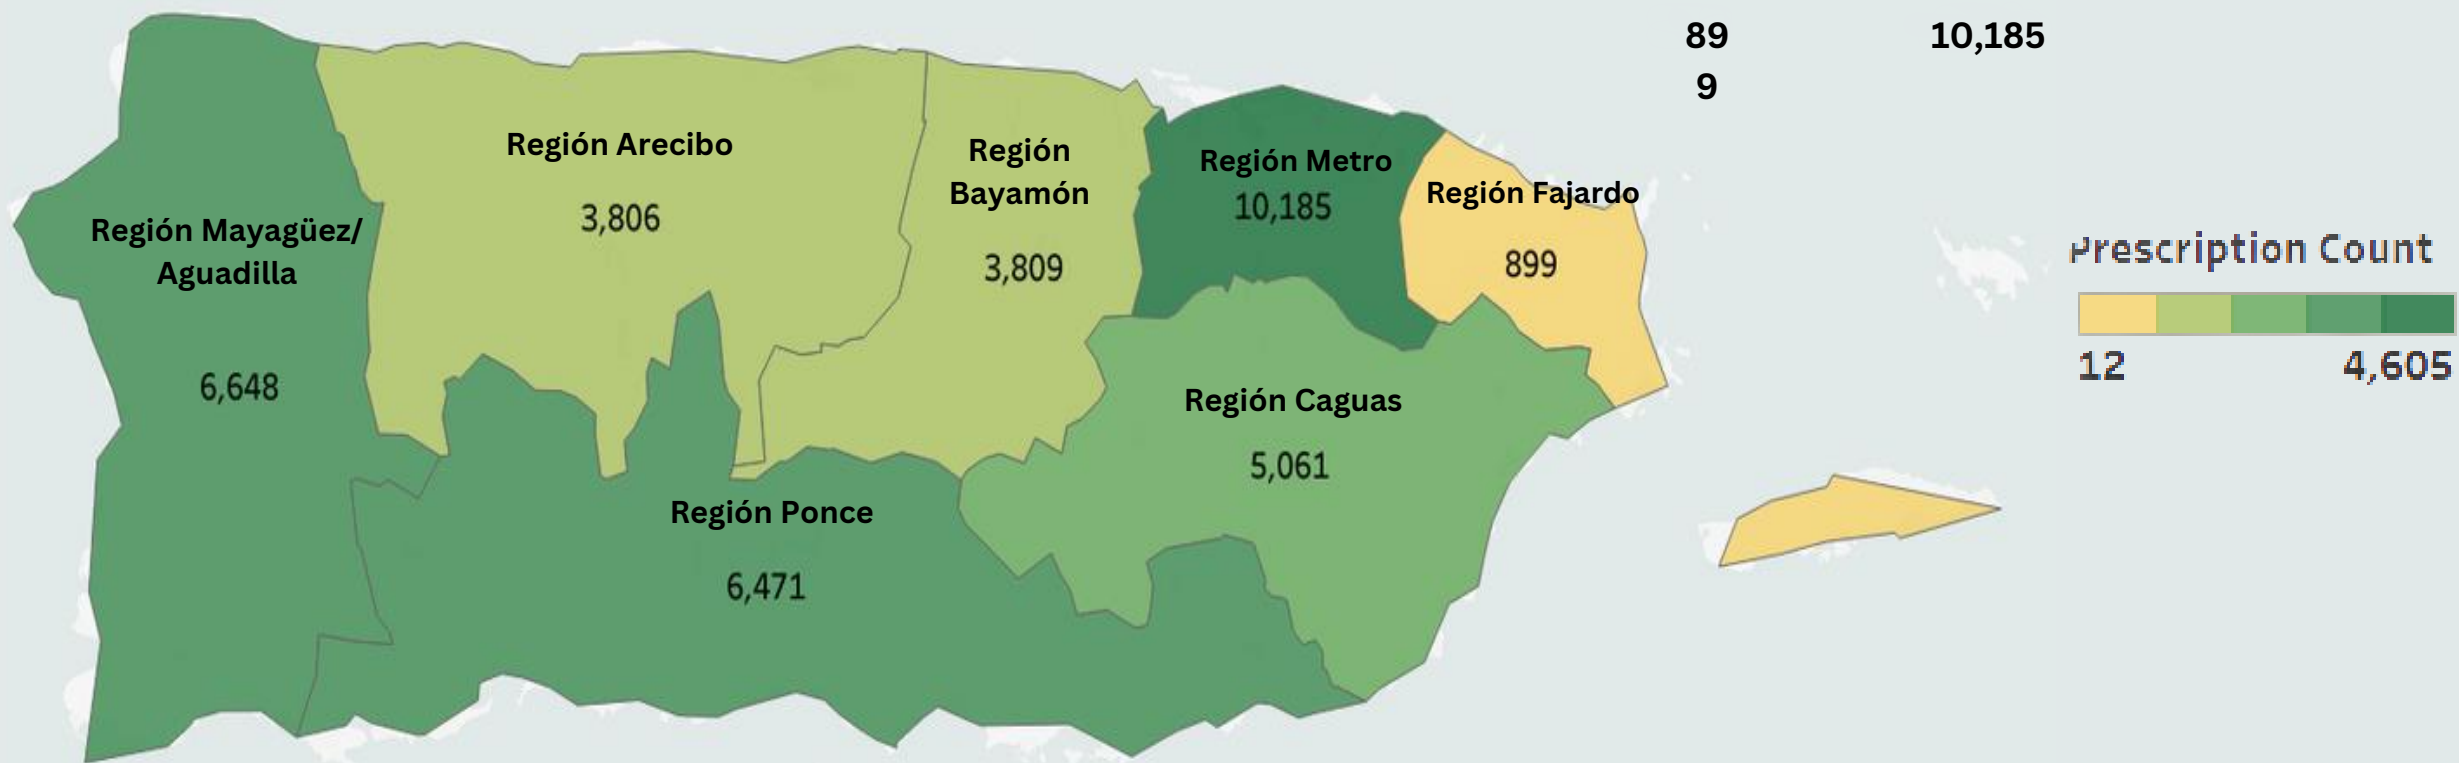 89
9
10,185
Región Arecibo
3,806
Región
Bayamón
3,809
Región Metro
10,185
Región Fajardo
899
Región Mayagüez/
Aguadilla
6,648
Región Caguas
5,061
Región Ponce
6,471
Prescription Count
12
4,605